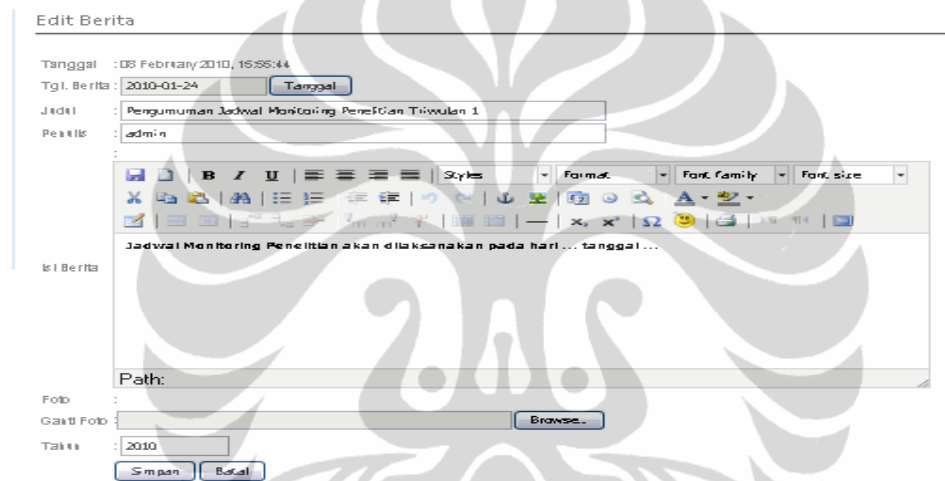 Edit Berita
Tanggal : 08 February 2010, 15:55:44
Tgl. Berita : 2010-01-24 Tanggal
Judul : Pengumuman Jadwal Monitoring Penelitian Triwulan 1
Penulis : admin
:
B I U Styles Format Font family Font size
Jadwal Monitoring Penelitian akan dilaksanakan pada hari ... tanggal ...
Isi Berita
Path:
Foto :
Ganti Foto : Browse..
Tahun : 2010
Simpan Batal